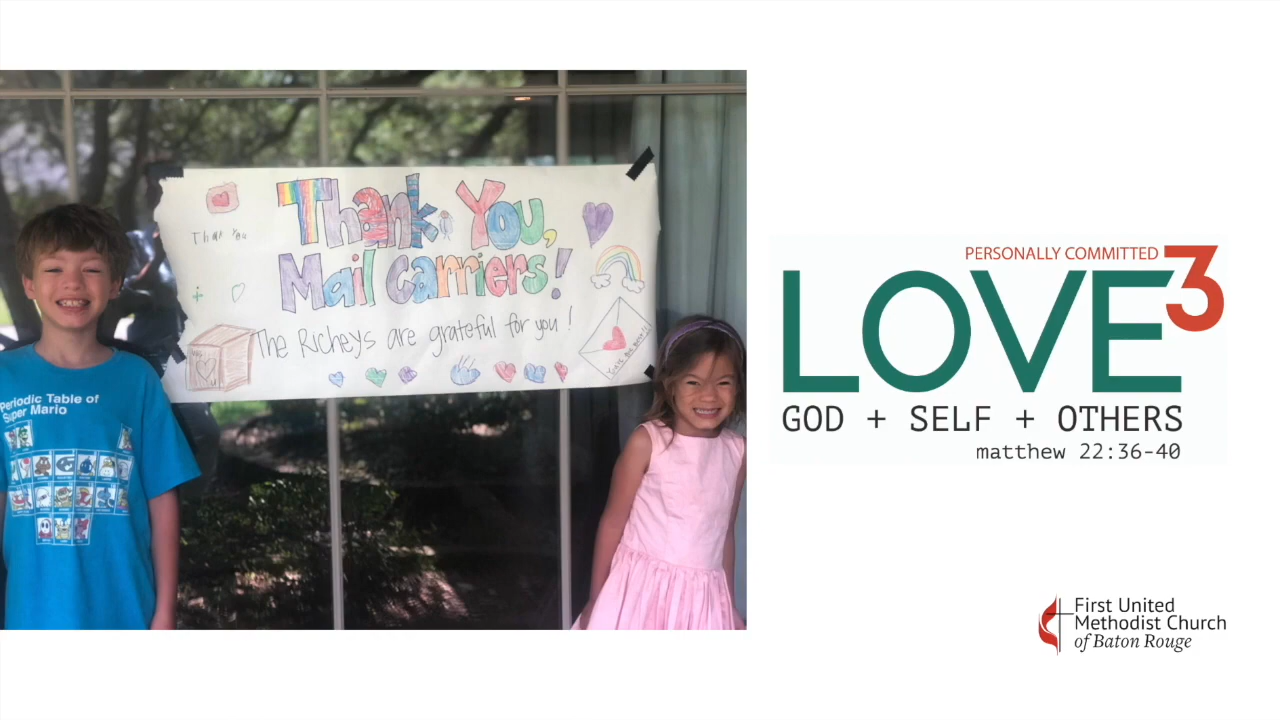 Thank You
Thank You,
Mail carriers!
The Richeys are grateful for you!
Periodic Table of
Super Mario
PERSONALLY COMMITTED
LOVE3
GOD + SELF + OTHERS
matthew 22:36-40
First United
Methodist Church
of Baton Rouge